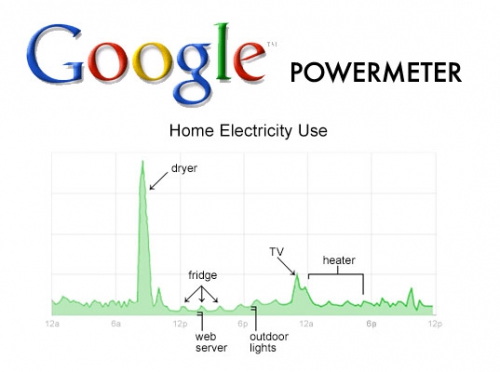 Google™ POWERMETER
Home Electricity Use
dryer
fridge
TV
heater
12a 6a 12p 6p 12a 6p 12p
web
server
outdoor
lights